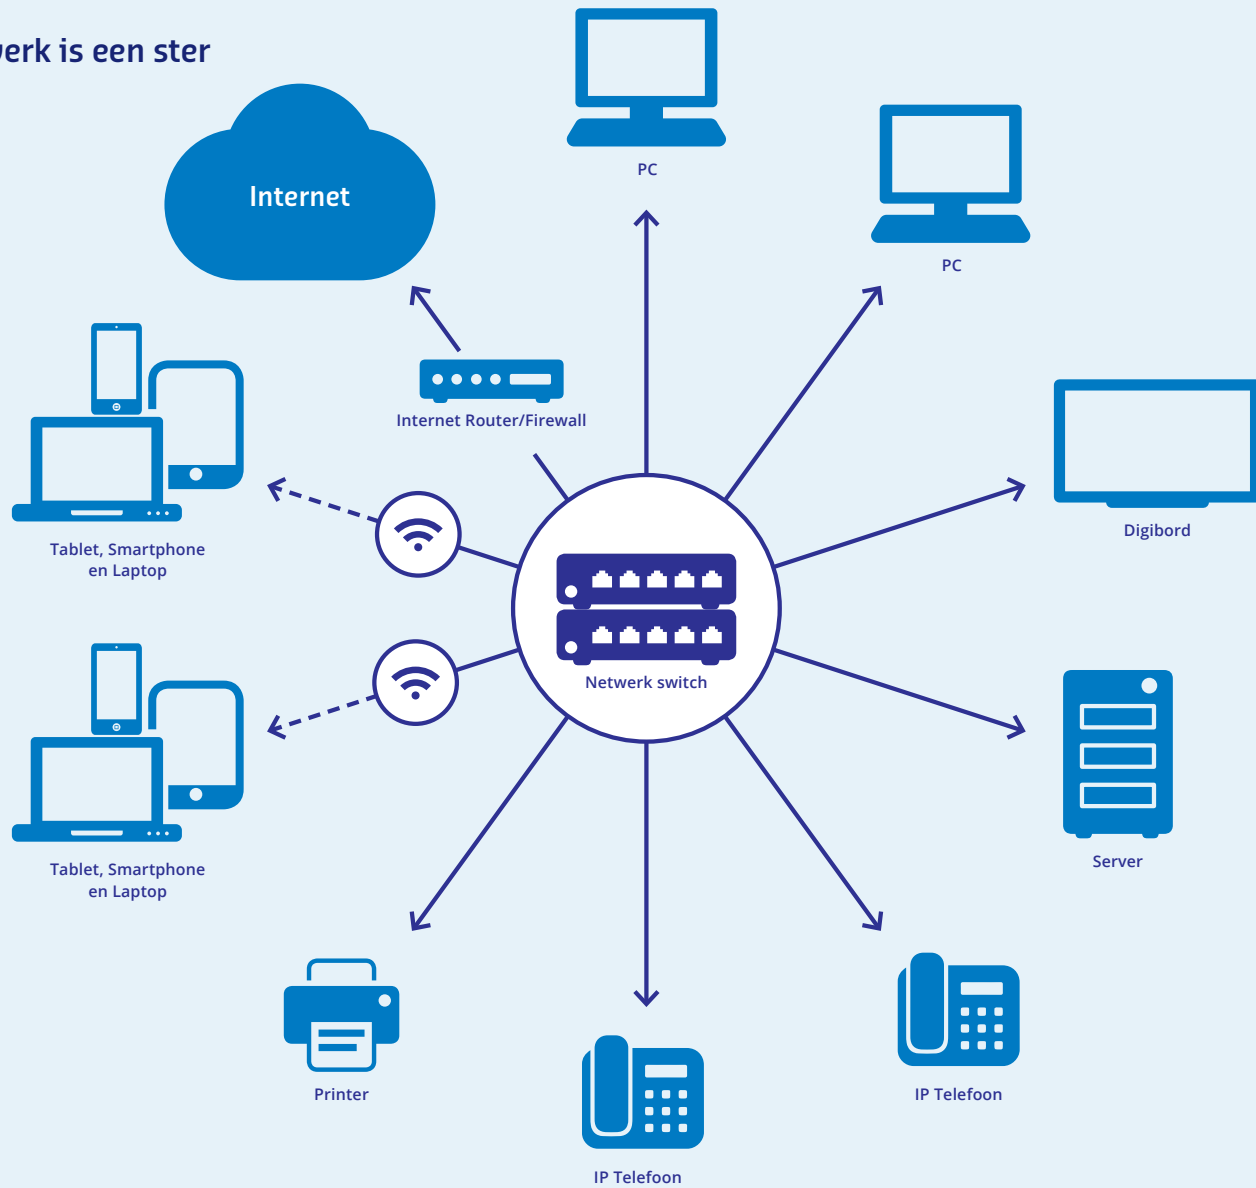 is een ster
Internet
PC
PC
Internet Router/Firewall
Tablet, Smartphone
en Laptop
Digibord
Netwerk switch
Tablet, Smartphone
en Laptop
Server
Printer
IP Telefoon
IP Telefoon